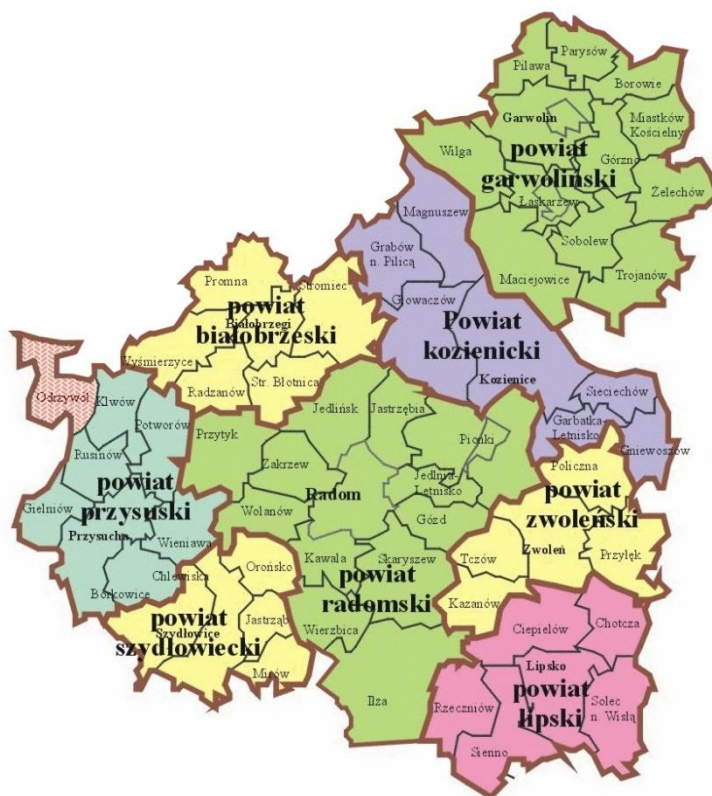 Parysów
Pilawa
Borowie
Garwolin
Miastków
Kościelny
Wilga
powiat
garwoliński
Górzno
Żelechów
Łaskarzew
Magnuszew
Sobolew
Grabów
n. Pilicą
Maciejowice
Trojanów
Promna
Stromiec
Głowaczów
powiat
białobrzeski
Białobrzegi
Powiat
kozienicki
Wyśmierzyce
Kozienice
Sieciechów
Odrzywół
Klwów
Radzanów
Str. Błotnica
Jedlińsk
Jastrzębia
Garbatka-
Letnisko
Potworów
Przytyk
Pionki
Gniewoszów
Rusinów
Zakrzew
Policzna
Jedlnia-
Letnisko
Radom
powiat
przysuski
Gielniów
Wolanów
powiat
zwoleński
Gózd
Przysucha
Wieniawa
Zwoleń
Przyłęk
Orońsko
Kawala
Skaryszew
Tczów
Chlewiska
Borkowice
powiat
radomski
Kazanów
powiat
szydłowiecki
Szydłowice
Jastrząb
Wierzbica
Ciepielów
Chotcza
Mirów
Lipsko
powiat
lipski
Iłża
Rzeczniów
Solec
n. Wisłą
Sienno